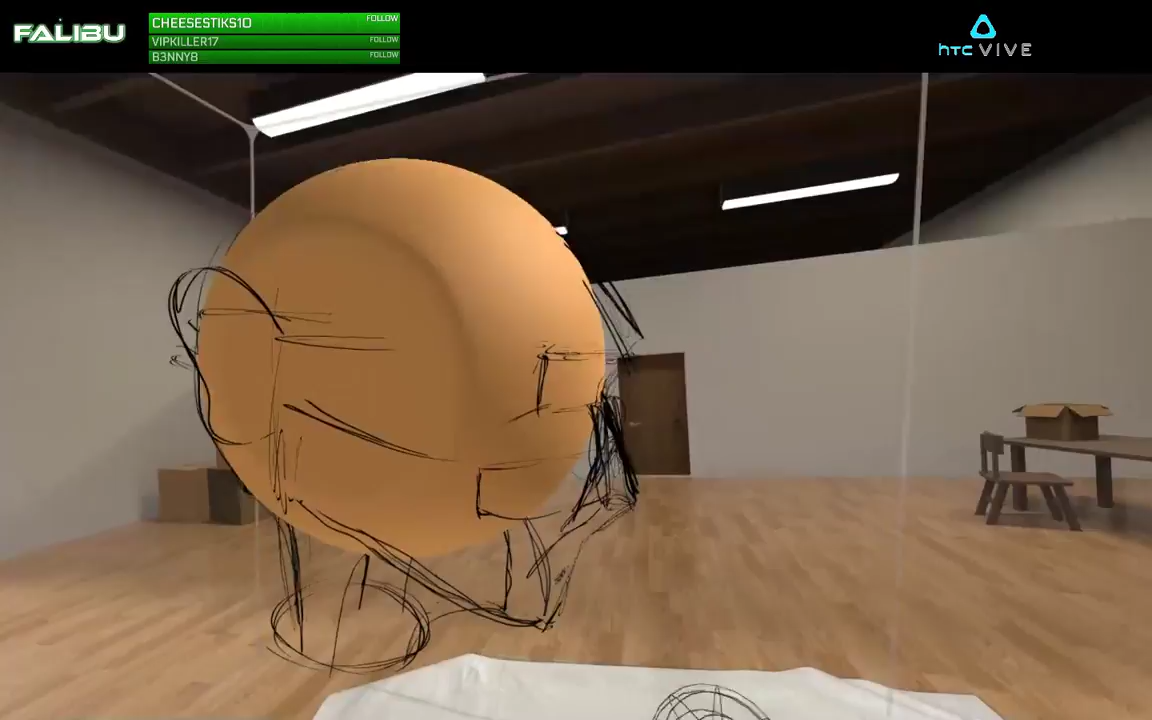 FALIBU
CHEESESTIKS10 FOLLOW
VIPKILLER17 FOLLOW
B3NNY8 FOLLOW
htc VIVE